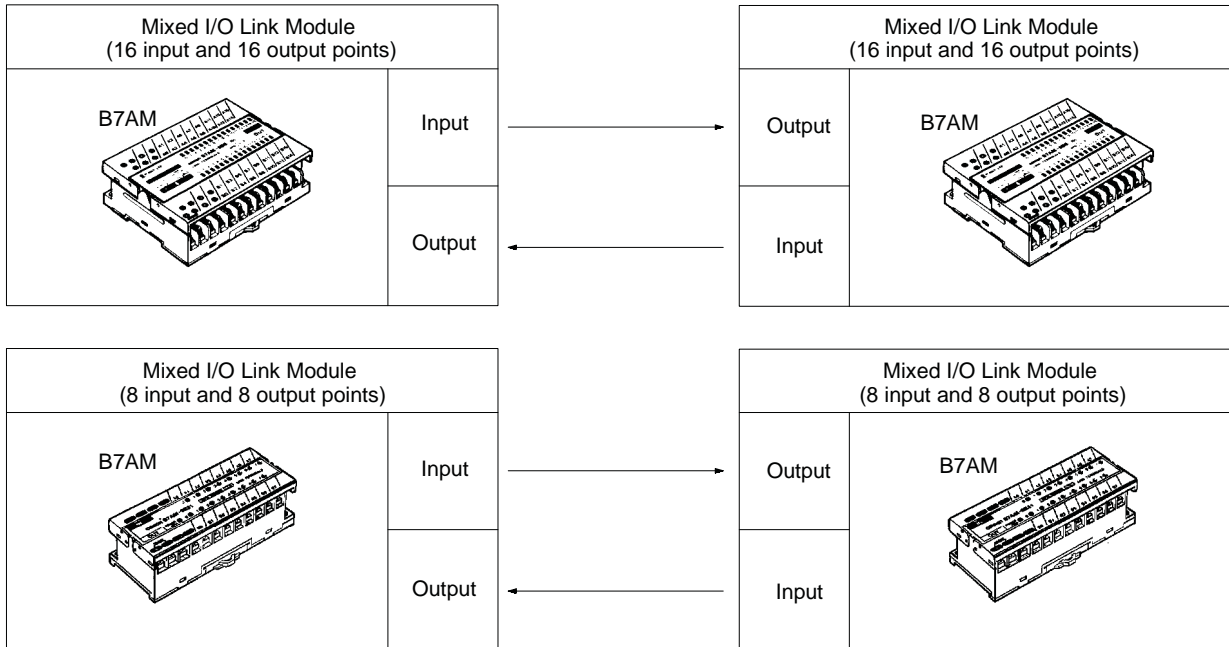 Mixed I/O Link Module
(16 input and 16 output points)
B7AM
Input
Output
Mixed I/O Link Module
(16 input and 16 output points)
Output
Input
B7AM
Mixed I/O Link Module
(8 input and 8 output points)
B7AM
Input
Output
Mixed I/O Link Module
(8 input and 8 output points)
Output
Input
B7AM